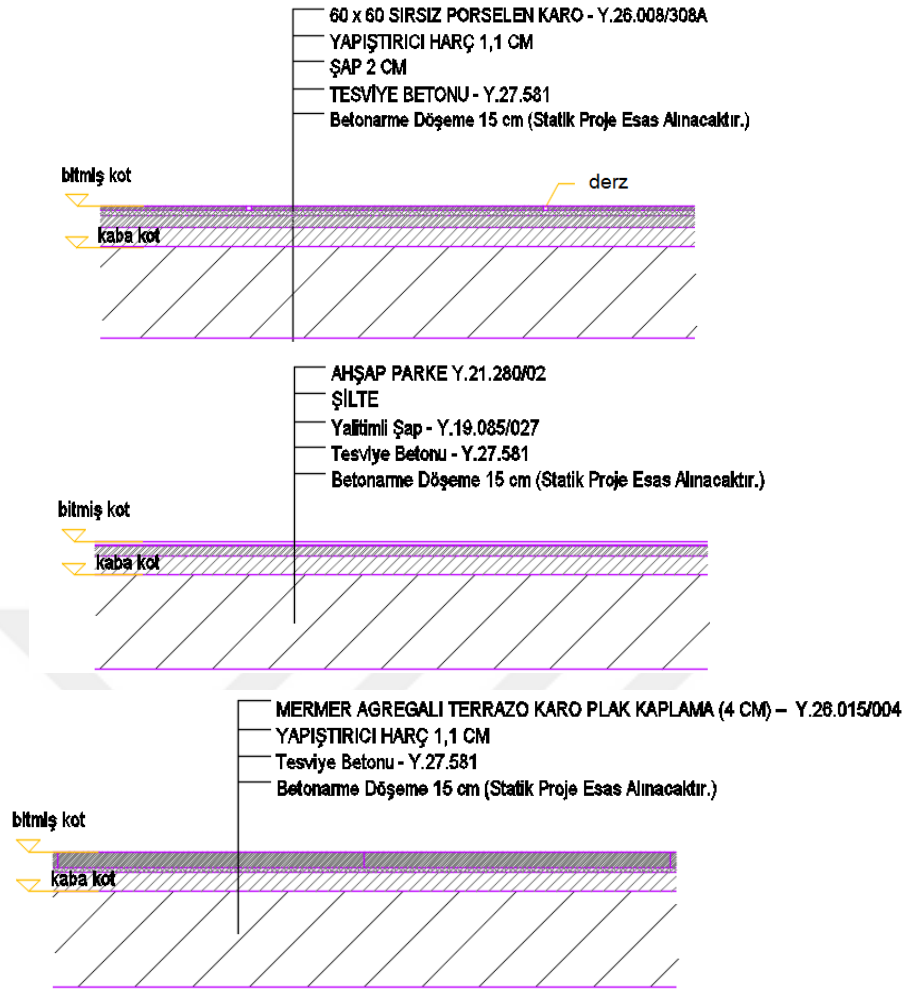 60 x 60 SIRSIZ PORSELEN KARO - Y.26.008/308A
YAPIŞTIRICI HARÇ 1,1 CM
ŞAP 2 CM
TESVİYE BETONU - Y.27.581
Betonarme Döşeme 15 cm (Statik Proje Esas Alınacaktır.)
bitmiş kot
derz
kaba kot
AHŞAP PARKE Y.21.280/02
ŞİLTE
Yalıtimli Şap - Y.19.085/027
Tesviye Betonu - Y.27.581
Betonarme Döşeme 15 cm (Statik Proje Esas Alınacaktır.)
bitmiş kot
kaba kot
MERMER AGREGALI TERRAZO KARO PLAK KAPLAMA (4 CM) – Y.26.015/004
YAPIŞTIRICI HARÇ 1,1 CM
Tesviye Betonu - Y.27.581
Betonarme Döşeme 15 cm (Statik Proje Esas Alınacaktır.)
bitmiş kot
kaba kot